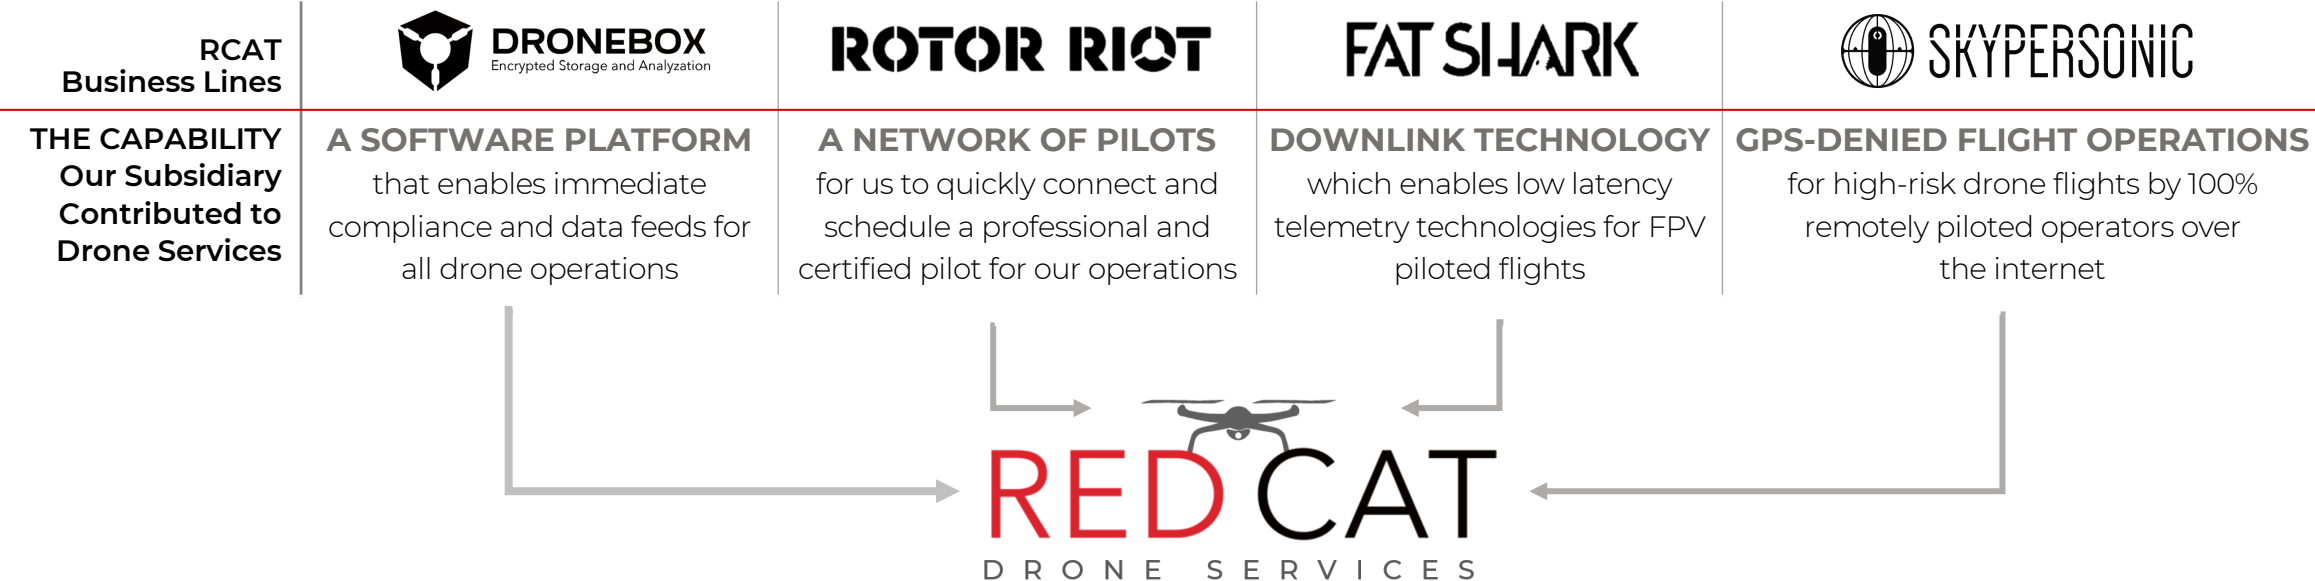 RCAT
Business Lines
DRONEBOX
Encrypted Storage and Analyzation
ROTOR RIOT
FAT SHARK
SKYPERSONIC
THE CAPABILITY
Our Subsidiary
Contributed to
Drone Services
A SOFTWARE PLATFORM
that enables immediate
compliance and data feeds for
all drone operations
A NETWORK OF PILOTS
for us to quickly connect and
schedule a professional and
certified pilot for our operations
DOWNLINK TECHNOLOGY
which enables low latency
telemetry technologies for FPV
piloted flights
GPS-DENIED FLIGHT OPERATIONS
for high-risk drone flights by 100%
remotely piloted operators over
the internet
RED CAT
DRONE SERVICES